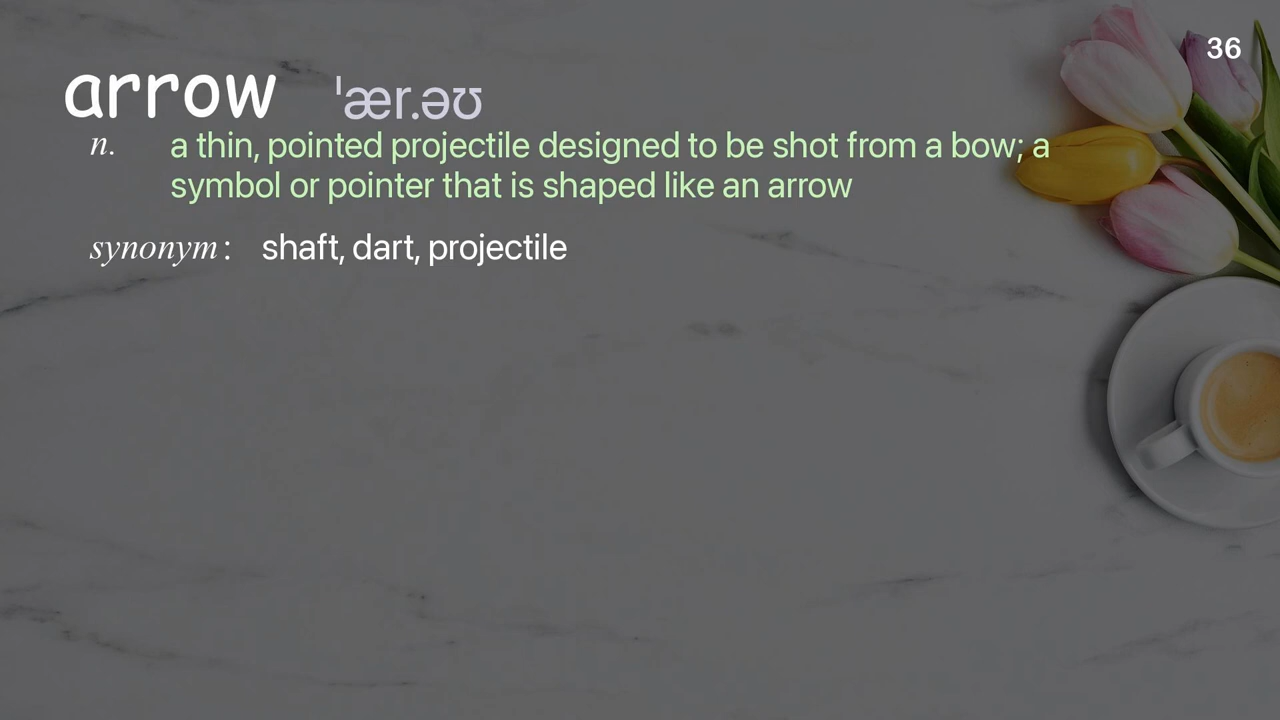 36
arrow ˈær.əʊ
n. a thin, pointed projectile designed to be shot from a bow; a
symbol or pointer that is shaped like an arrow
synonym: shaft, dart, projectile